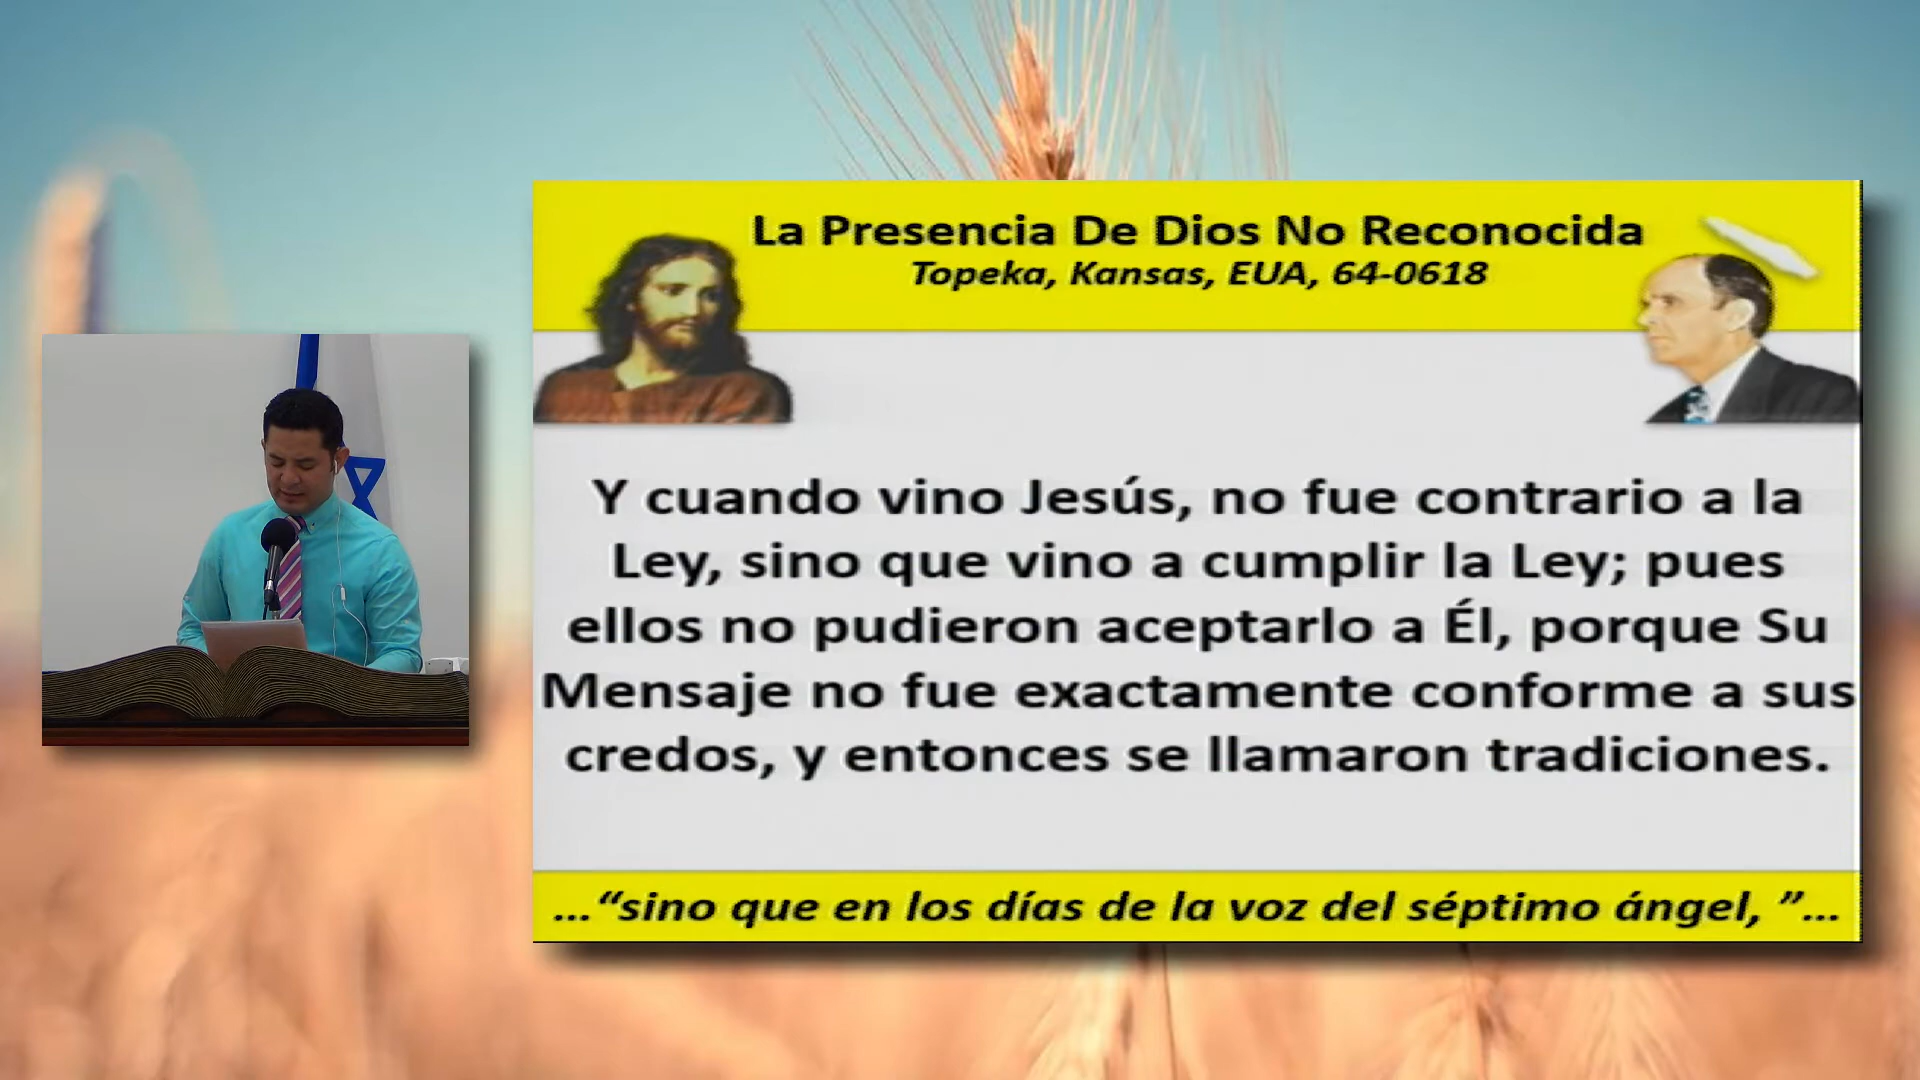 La Presencia De Dios No Reconocida
Topeka, Kansas, EUA, 64-0618
Y cuando vino Jesús, no fue contrario a la
Ley, sino que vino a cumplir la Ley; pues
ellos no pudieron aceptarlo a Él, porque Su
Mensaje no fue exactamente conforme a sus
credos, y entonces se llamaron tradiciones.
...“sino que en los días de la voz del séptimo ángel, ”...